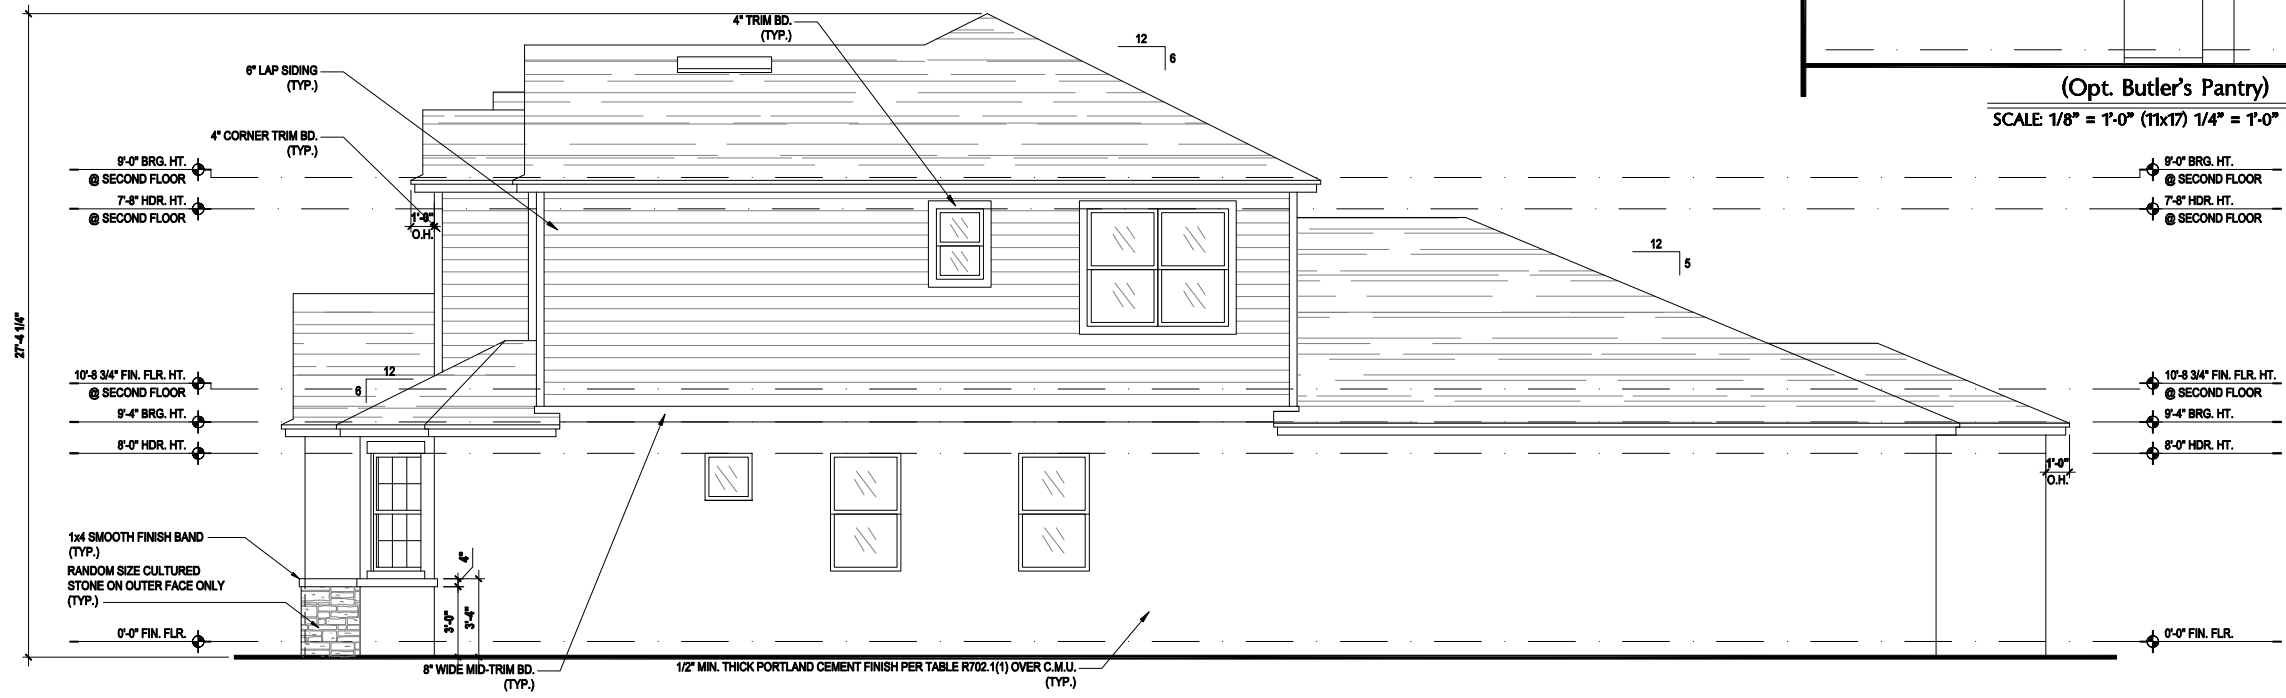 4" TRIM BD.
(TYP.)
12
6
6" LAP SIDING
(TYP.)
(Opt. Butler's Pantry)
SCALE: 1/8" = 1'-0" (11x17) 1/4" = 1'-0"
4" CORNER TRIM BD.
(TYP.)
9'-0" BRG. HT.
@ SECOND FLOOR
7'-8" HDR. HT.
@ SECOND FLOOR
9'-0" BRG. HT.
@ SECOND FLOOR
7'-8" HDR. HT.
@ SECOND FLOOR
O.H.
12
5
27'-4 1/4"
12
6
10'-8 3/4" FIN. FLR. HT.
@ SECOND FLOOR
9'-4" BRG. HT.
8'-0" HDR. HT.
10'-8 3/4" FIN. FLR. HT.
@ SECOND FLOOR
9'-4" BRG. HT.
8'-0" HDR. HT.
1'-0"
O.H.
1x4 SMOOTH FINISH BAND
(TYP.)
RANDOM SIZE CULTURED
STONE ON OUTER FACE ONLY
(TYP.)
4"
3'-0"
3'-4"
0'-0" FIN. FLR.
0'-0" FIN. FLR.
8" WIDE MID-TRIM BD.
(TYP.)
1/2" MIN. THICK PORTLAND CEMENT FINISH PER TABLE R702.1(1) OVER C.M.U.
(TYP.)